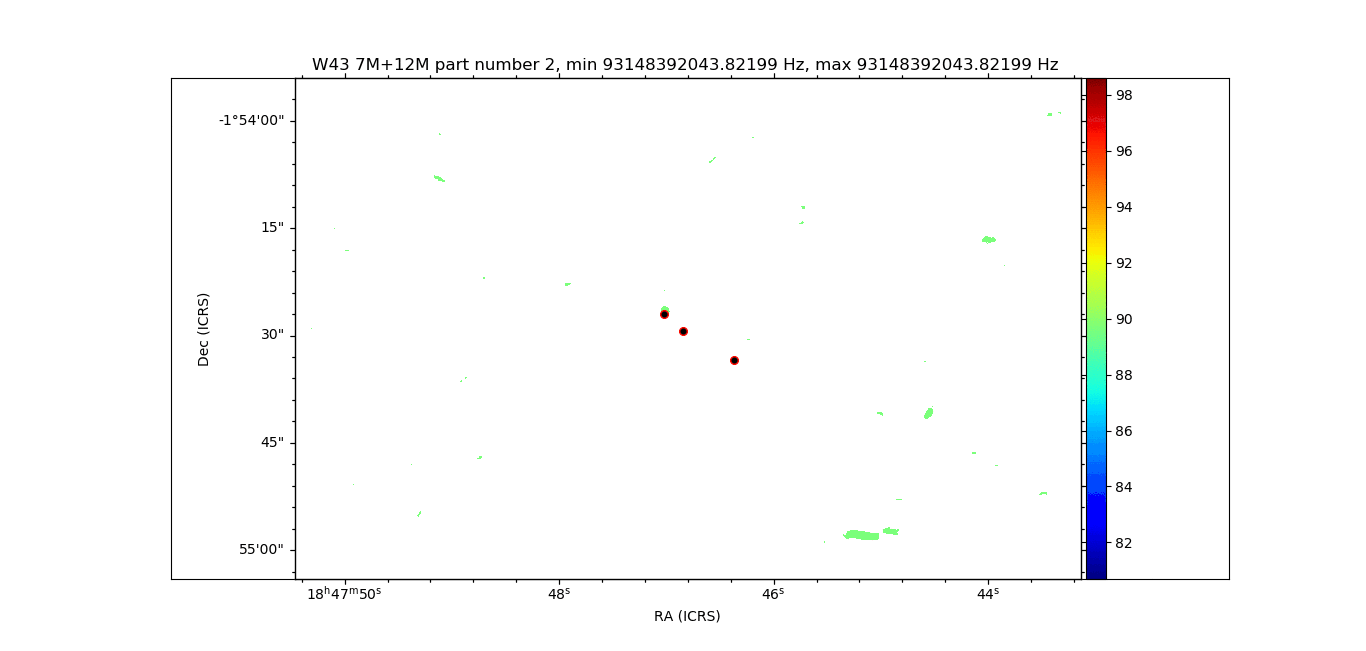 W43 7M+12M part number 2, min 93148392043.82199 Hz, max 93148392043.82199 Hz
-1°54'00"
15"
30"
45"
55'00"
Dec (ICRS)
18ʰ47ᵐ50ˢ
48ˢ
46ˢ
44ˢ
RA (ICRS)
98
96
94
92
90
88
86
84
82